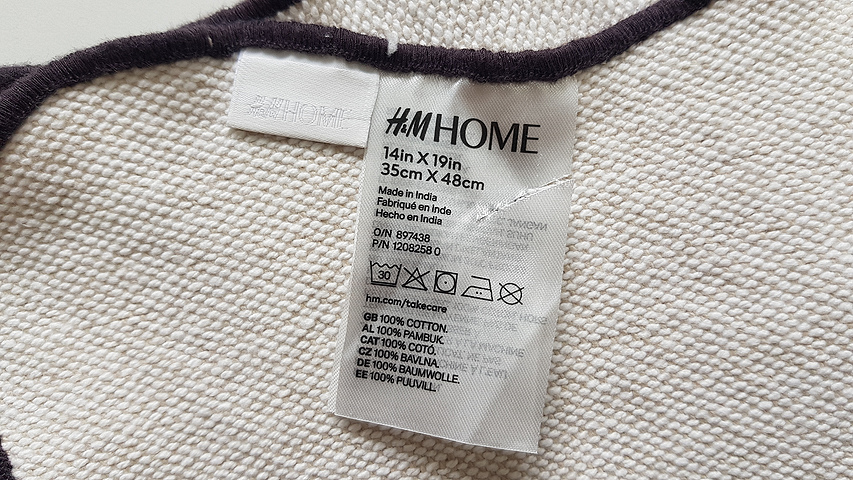 H&M HOME
H&M HOME
14in X 19in
35cm X 48cm
Made in India
Fabriqué en Inde
Hecho en India
O/N 897438
P/N 1208258 0
30
hm.com/takecare
GB 100% COTTON.
AL 100% PAMBUK.
CAT 100% COTÓ.
CZ 100% BAVLNA.
DE 100% BAUMWOLLE.
EE 100% PUUVILL.